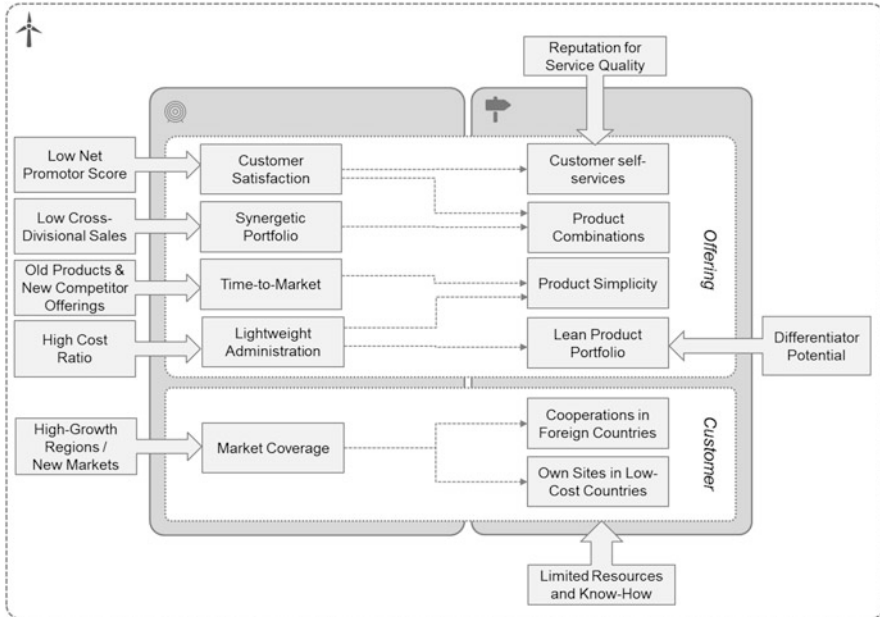 Reputation for
Service Quality
Low Net
Promotor Score
Customer
Satisfaction
Customer self-
services
Low Cross-
Divisional Sales
Synergetic
Portfolio
Product
Combinations
Offering
Old Products &
New Competitor
Offerings
Time-to-Market
Product Simplicity
High Cost
Ratio
Lightweight
Administration
Lean Product
Portfolio
Differentiator
Potential
High-Growth
Regions /
New Markets
Market Coverage
Cooperations in
Foreign Countries
Own Sites in Low-
Cost Countries
Customer
Limited Resources
and Know-How